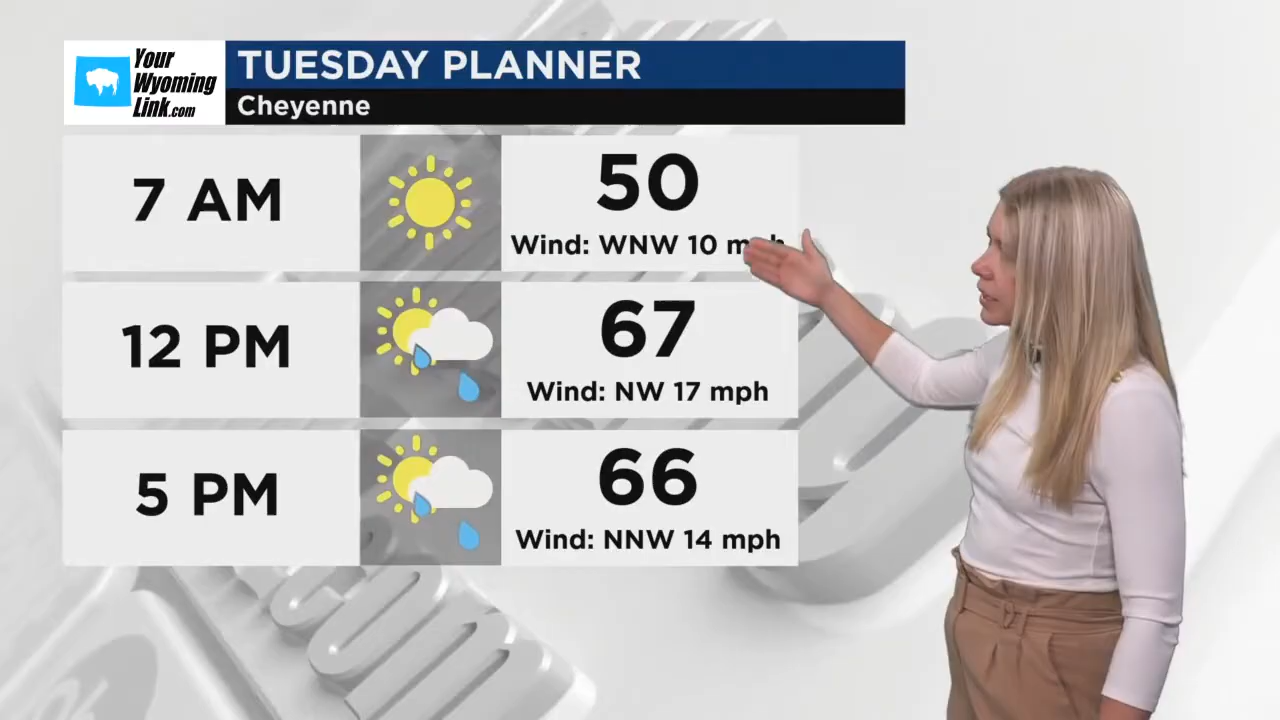 Your
Wyoming
Link.com
TUESDAY PLANNER
Cheyenne
7 AM
50
Wind: WNW 10 mph
12 PM
67
Wind: NW 17 mph
5 PM
66
Wind: NNW 14 mph